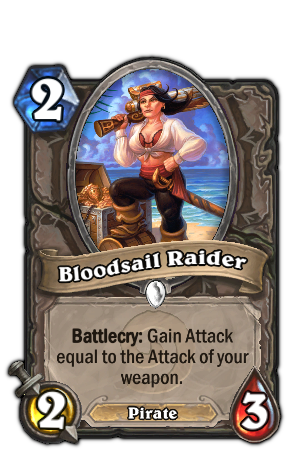 2
Bloodsail Raider
Battlecry: Gain Attack
equal to the Attack of your
weapon.
2
Pirate
3